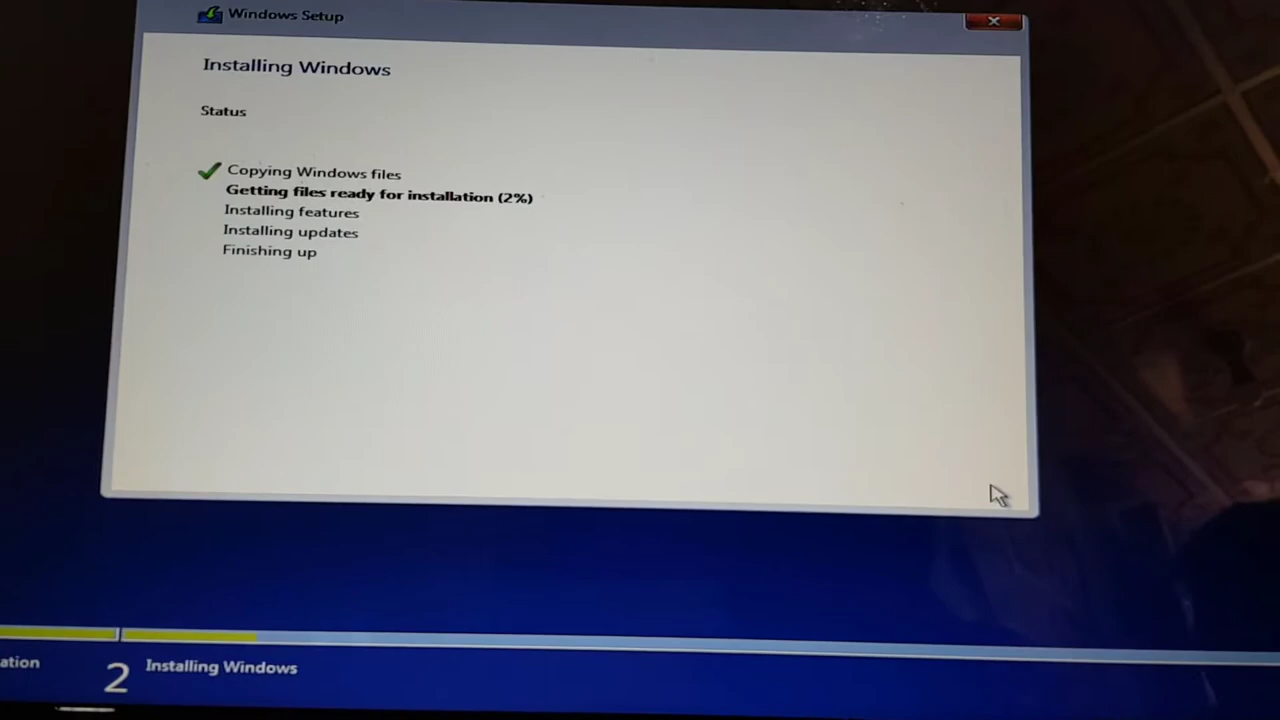 Windows Setup
Installing Windows
Status
Copying Windows files
Getting files ready for installation (2%)
Installing features
Installing updates
Finishing up
ation
2 Installing Windows